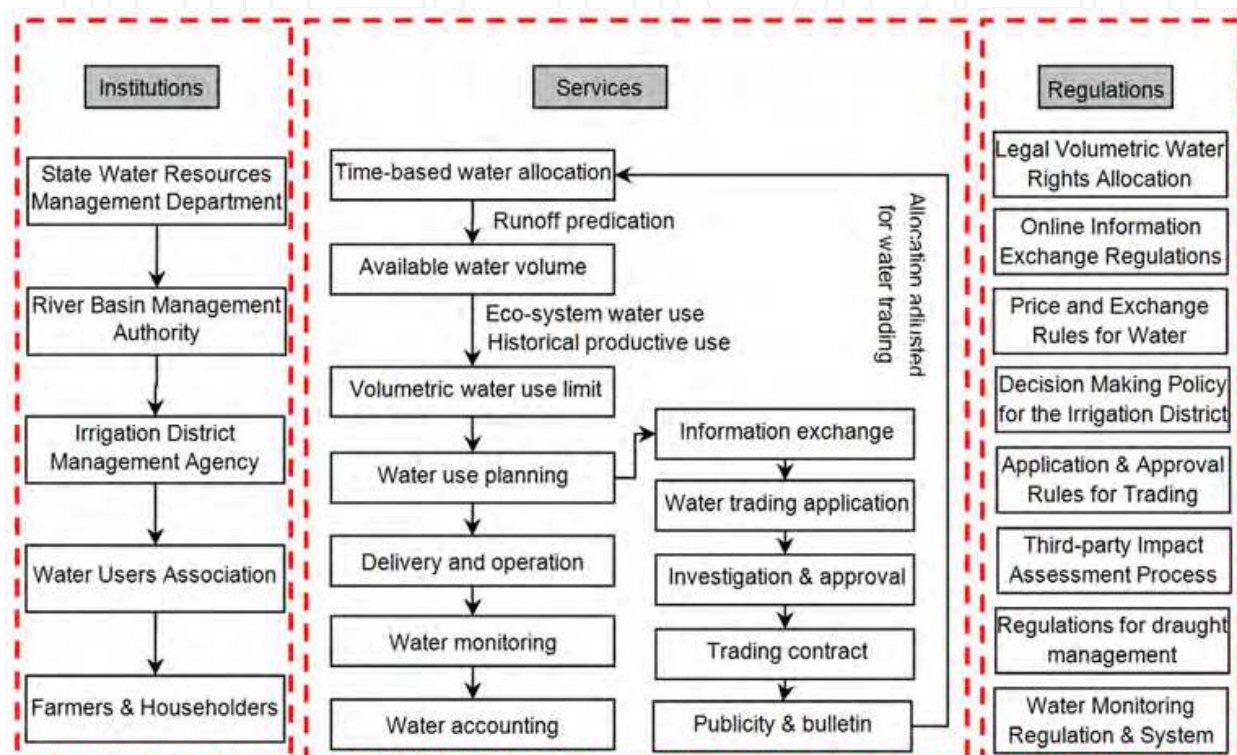 Institutions
State Water Resources
Management Department
River Basin Management
Authority
Irrigation District
Management Agency
Water Users Association
Farmers & Householders
Services
Time-based water allocation
Runoff predication
Available water volume
Eco-system water use
Historical productive use
Volumetric water use limit
Water use planning
Delivery and operation
Water monitoring
Water accounting
Information exchange
Water trading application
Investigation & approval
Trading contract
Publicity & bulletin
Allocation adjusted
for water trading
Regulations
Legal Volumetric Water
Rights Allocation
Online Information
Exchange Regulations
Price and Exchange
Rules for Water
Decision Making Policy
for the Irrigation District
Application & Approval
Rules for Trading
Third-party Impact
Assessment Process
Regulations for draught
management
Water Monitoring
Regulation & System